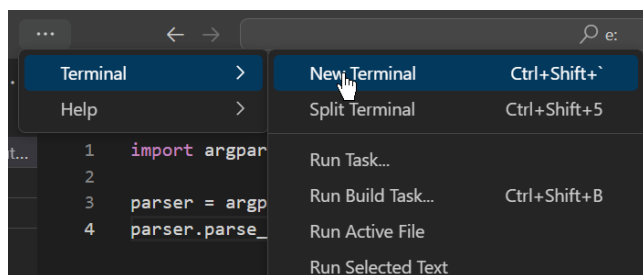 ... ← → e:
Terminal > New Terminal Ctrl+Shift+`
Help > Split Terminal Ctrl+Shift+5
1 import argpar
2 Run Task...
3 parser = argp Run Build Task... Ctrl+Shift+B
4 parser.parse_ Run Active File
Run Selected Text